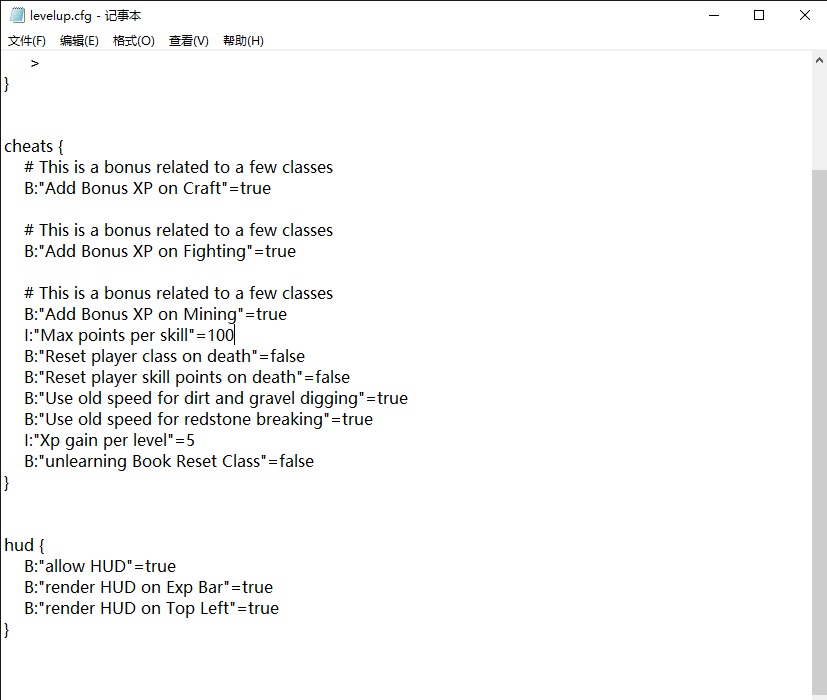 levelup.cfg - 记事本
文件(F) 编辑(E) 格式(O) 查看(V) 帮助(H)
>
}
cheats {
# This is a bonus related to a few classes
B:"Add Bonus XP on Craft"=true
# This is a bonus related to a few classes
B:"Add Bonus XP on Fighting"=true
# This is a bonus related to a few classes
B:"Add Bonus XP on Mining"=true
I:"Max points per skill"=100
B:"Reset player class on death"=false
B:"Reset player skill points on death"=false
B:"Use old speed for dirt and gravel digging"=true
B:"Use old speed for redstone breaking"=true
I:"Xp gain per level"=5
B:"unlearning Book Reset Class"=false
}
hud {
B:"allow HUD"=true
B:"render HUD on Exp Bar"=true
B:"render HUD on Top Left"=true
}